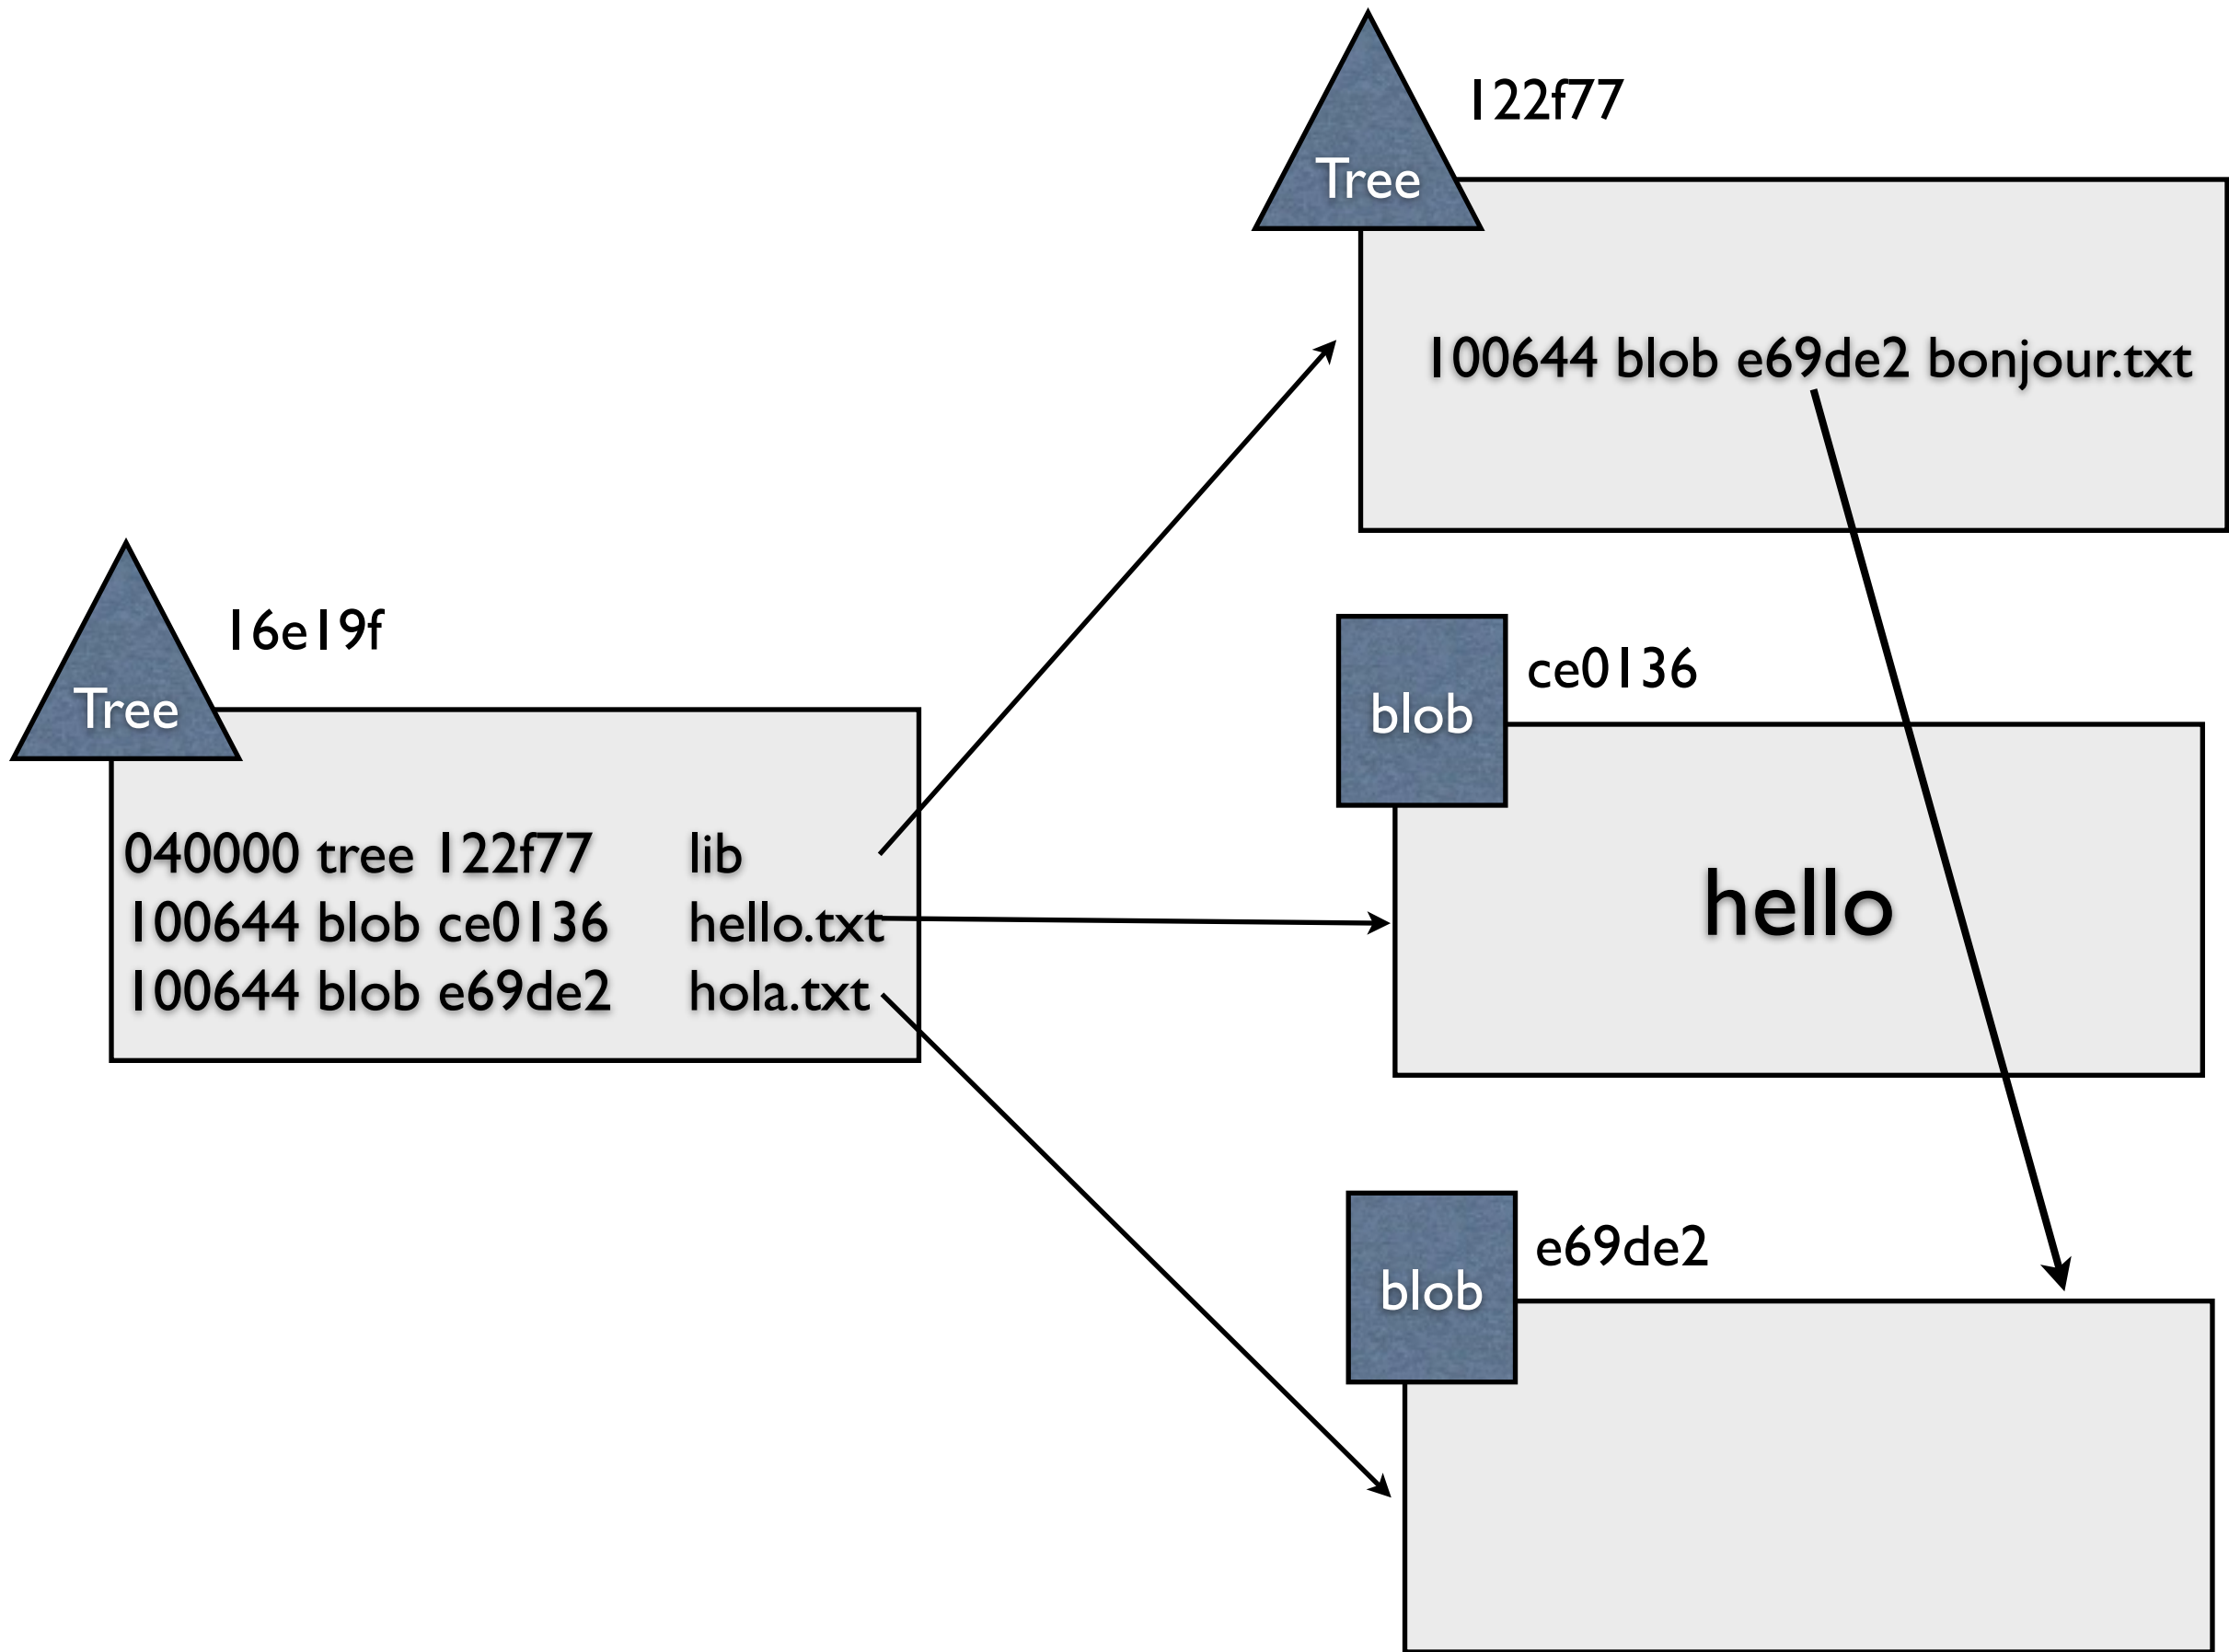 122f77
Tree
100644 blob e69de2 bonjour.txt
16e19f
Tree
040000 tree 122f77 lib
100644 blob ce0136 hello.txt
100644 blob e69de2 hola.txt
ce0136
blob
hello
e69de2
blob